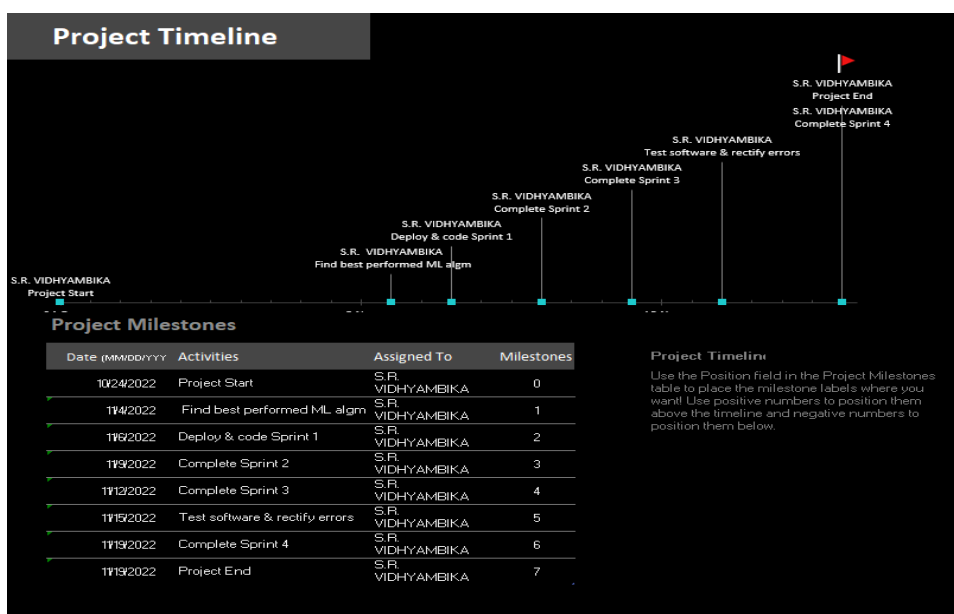 Project Timeline
S.R. VIDHYAMBIKA
Project End
S.R. VIDHYAMBIKA
Complete Sprint 4
S.R. VIDHYAMBIKA
Test software & rectify errors
S.R. VIDHYAMBIKA
Complete Sprint 3
S.R. VIDHYAMBIKA
Complete Sprint 2
S.R. VIDHYAMBIKA
Deploy & code Sprint 1
S.R. VIDHYAMBIKA
Find best performed ML algm
S.R. VIDHYAMBIKA
Project Start
Project Milestones
Date (MM/DD/YYY Activities Assigned To Milestones
10/24/2022 Project Start S.R. VIDHYAMBIKA 0
11/4/2022 Find best performed ML algm S.R. VIDHYAMBIKA 1
11/6/2022 Deploy & code Sprint 1 S.R. VIDHYAMBIKA 2
11/9/2022 Complete Sprint 2 S.R. VIDHYAMBIKA 3
11/12/2022 Complete Sprint 3 S.R. VIDHYAMBIKA 4
11/15/2022 Test software & rectify errors S.R. VIDHYAMBIKA 5
11/19/2022 Complete Sprint 4 S.R. VIDHYAMBIKA 6
11/19/2022 Project End S.R. VIDHYAMBIKA 7
Project Timeline
Use the Position field in the Project Milestones
table to place the milestone labels where you
want! Use positive numbers to position them
above the timeline and negative numbers to
position them below.